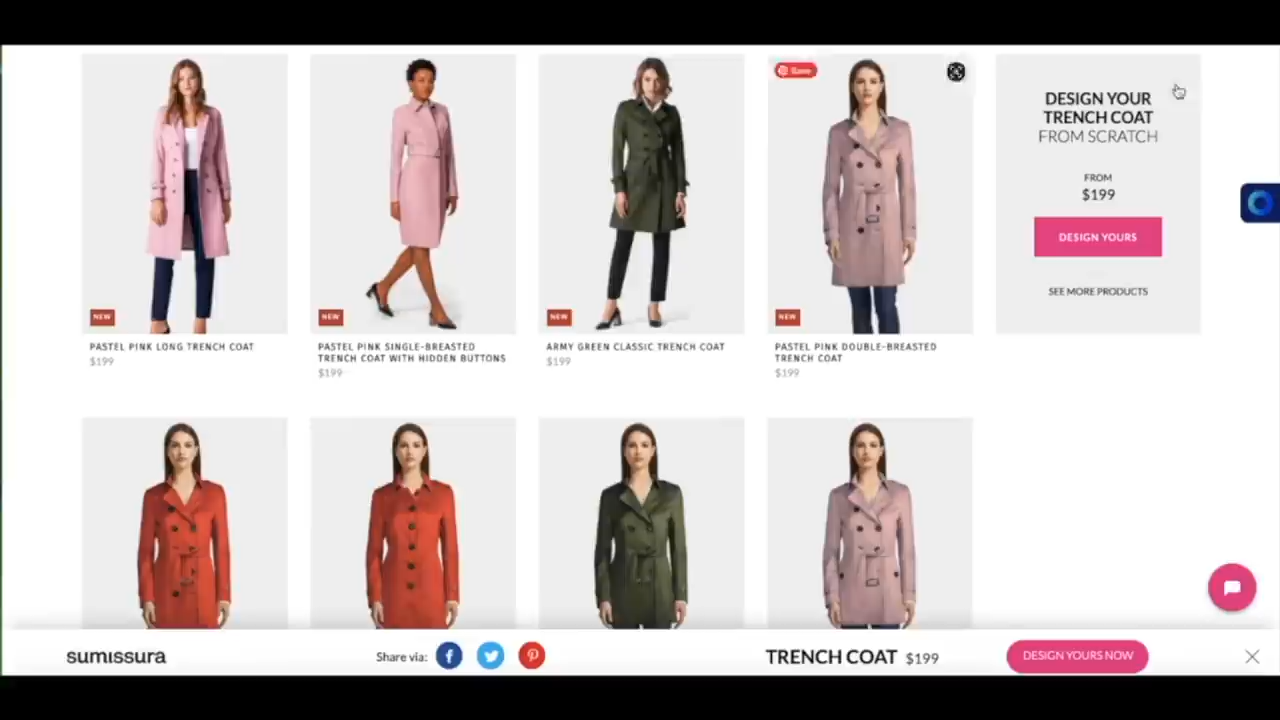 Save
DESIGN YOUR
TRENCH COAT
FROM SCRATCH
FROM
$199
DESIGN YOURS
SEE MORE PRODUCTS
NEW
NEW
NEW
NEW
PASTEL PINK LONG TRENCH COAT
$199
PASTEL PINK SINGLE-BREASTED
TRENCH COAT WITH HIDDEN BUTTONS
$199
ARMY GREEN CLASSIC TRENCH COAT
$199
PASTEL PINK DOUBLE-BREASTED
TRENCH COAT
$199
sumissura
Share via:
TRENCH COAT $199
DESIGN YOURS NOW